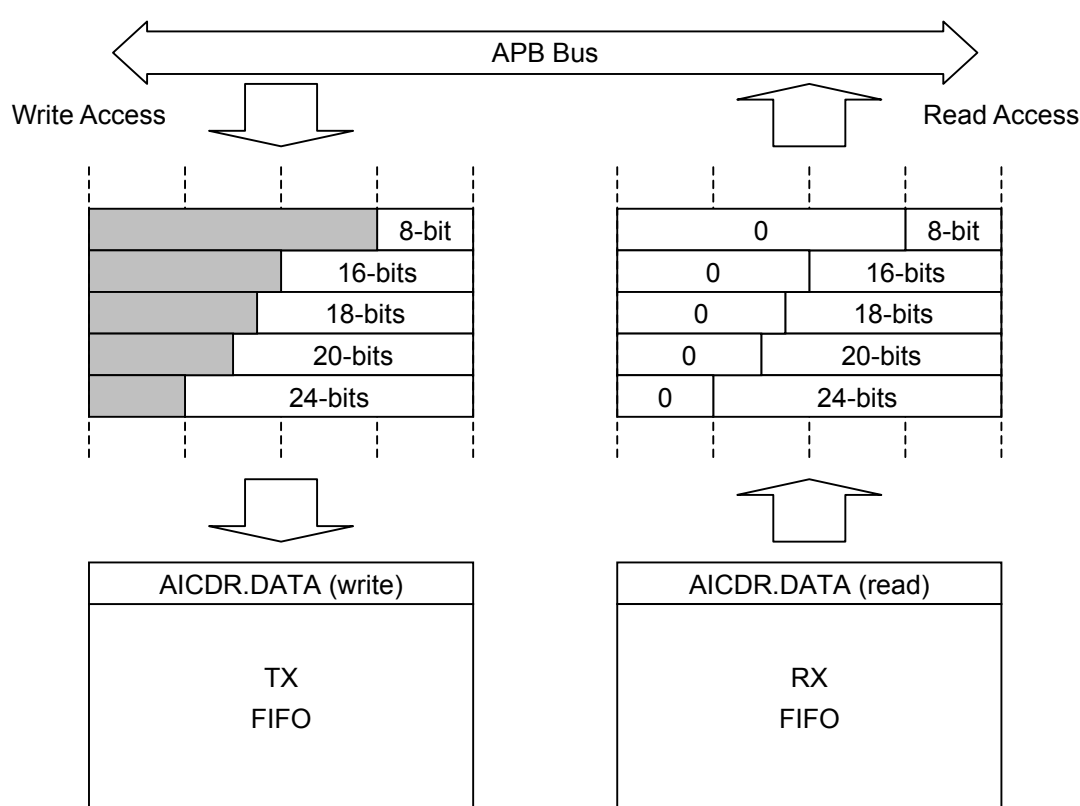 APB Bus
Write Access
Read Access
8-bit
0 8-bit
16-bits
0 16-bits
18-bits
0 18-bits
20-bits
0 20-bits
24-bits
0 24-bits
AICDR.DATA (write)
AICDR.DATA (read)
TX
FIFO
RX
FIFO